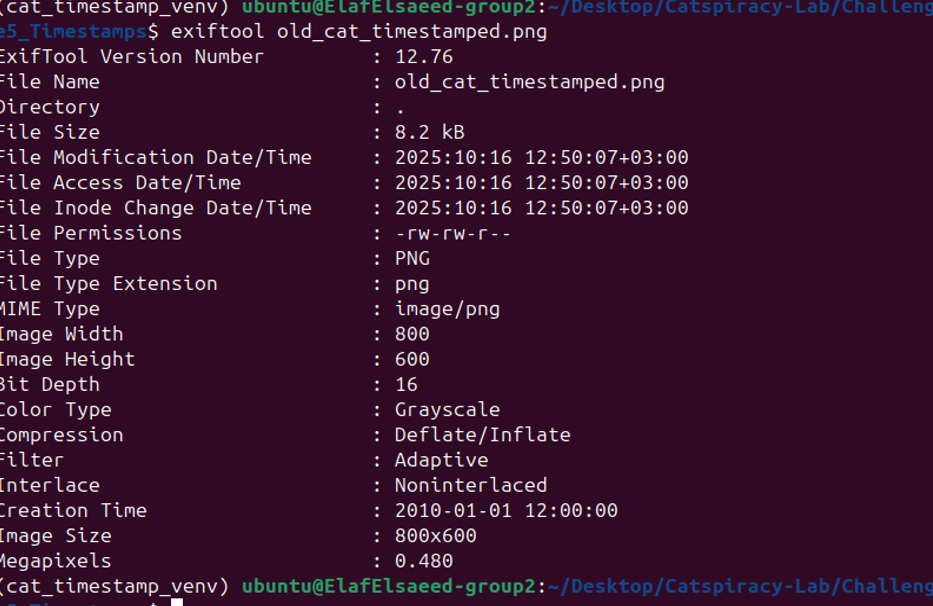 (cat_timestamp_venv) ubuntu@ElafElsaeed-group2:~/Desktop/Catspiracy-Lab/Challeng
e5_Timestamps$ exiftool old_cat_timestamped.png
ExifTool Version Number : 12.76
File Name : old_cat_timestamped.png
Directory : .
File Size : 8.2 kB
File Modification Date/Time : 2025:10:16 12:50:07+03:00
File Access Date/Time : 2025:10:16 12:50:07+03:00
File Inode Change Date/Time : 2025:10:16 12:50:07+03:00
File Permissions : -rw-rw-r--
File Type : PNG
File Type Extension : png
MIME Type : image/png
Image Width : 800
Image Height : 600
Bit Depth : 16
Color Type : Grayscale
Compression : Deflate/Inflate
Filter : Adaptive
Interlace : Noninterlaced
Creation Time : 2010-01-01 12:00:00
Image Size : 800x600
Megapixels : 0.480
(cat_timestamp_venv) ubuntu@ElafElsaeed-group2:~/Desktop/Catspiracy-Lab/Challeng